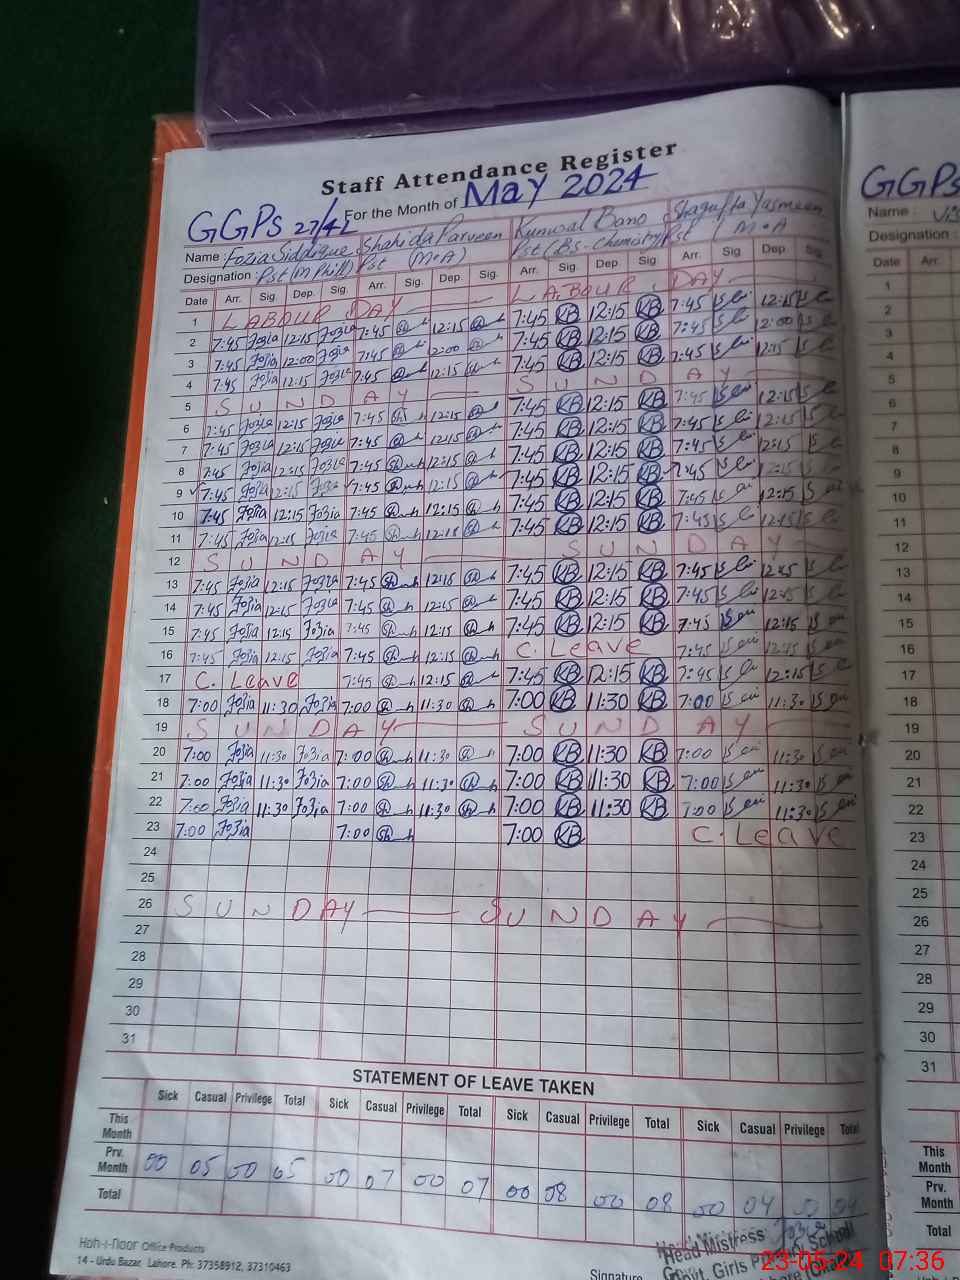 Staff Attendance Register
GGPS 27/4L For the Month of May 2024
Name : Fozia Siddique Shahida Parveen Kunwal Bano Shagufta Yasmeen
Designation : Pst (M Phill) Pst (M.A) Pst (BS-Chemistry) Pst M.A
Date Arr. Sig. Dep. Sig. Arr. Sig. Dep. Sig. Arr. Sig. Dep Sig. Arr. Sig Dep. Sig.
1 LABOUR DAY LABOUR DAY
2 7:45 Fozia 12:15 Fozia 7:45 12:15 7:45 KB 12:15 KB 7:45 12:15
3 7:45 Fozia 12:00 Fozia 7:45 12:00 7:45 KB 12:15 KB 7:45 12:00
4 7:45 Fozia 12:15 Fozia 7:45 12:15 7:45 KB 12:15 KB 7:45 12:15
5 SUNDAY SUNDAY
6 7:45 Fozia 12:15 Fozia 7:45 12:15 7:45 KB 12:15 KB 7:45 12:15
7 7:45 Fozia 12:15 Fozia 7:45 12:15 7:45 KB 12:15 KB 7:45 12:15
8 7:45 Fozia 12:15 Fozia 7:45 12:15 7:45 KB 12:15 KB 7:45 12:15
9 7:45 Fozia 12:15 Fozia 7:45 12:15 7:45 KB 12:15 KB 7:45 12:15
10 7:45 Fozia 12:15 Fozia 7:45 12:15 7:45 KB 12:15 KB 7:45 12:15
11 7:45 Fozia 12:15 Fozia 7:45 12:15 7:45 KB 12:15 KB 7:45 12:15
12 SUNDAY SUNDAY
13 7:45 Fozia 12:15 Fozia 7:45 12:15 7:45 KB 12:15 KB 7:45 12:15
14 7:45 Fozia 12:15 Fozia 7:45 12:15 7:45 KB 12:15 KB 7:45 12:15
15 7:45 Fozia 12:15 Fozia 7:45 12:15 7:45 KB 12:15 KB 7:45 12:15
16 7:45 Fozia 12:15 Fozia 7:45 12:15 C. Leave 7:45 12:15
17 C. Leave 7:45 12:15 7:45 KB 12:15 KB 7:45 12:15
18 7:00 Fozia 11:30 Fozia 7:00 11:30 7:00 KB 11:30 KB 7:00 11:30
19 SUNDAY SUNDAY
20 7:00 Fozia 11:30 Fozia 7:00 11:30 7:00 KB 11:30 KB 7:00 11:30
21 7:00 Fozia 11:30 Fozia 7:00 11:30 7:00 KB 11:30 KB 7:00 11:30
22 7:00 Fozia 11:30 Fozia 7:00 11:30 7:00 KB 11:30 KB 7:00 11:30
23 7:00 Fozia 7:00 7:00 KB C. Leave
24
25
26 SUNDAY SUNDAY
27
28
29
30
31
STATEMENT OF LEAVE TAKEN
Sick Casual Privilege Total Sick Casual Privilege Total Sick Casual Privilege Total Sick Casual Privilege Total
This Month
Prv. Month 00 05 00 05 00 07 00 07 00 08 00 08 00 04 00 04
Total
Koh-i-Noor Office Products
14 - Urdu Bazar, Lahore. Ph: 37358912, 37310463
Signature
Head Mistress
Govt. Girls Primary School
GGPS
Name :
Designation :
Date Arr.
1
2
3
4
5
6
7
8
9
10
11
12
13
14
15
16
17
18
19
20
21
22
23
24
25
26
27
28
29
30
31
This Month
Prv. Month
Total
23-05-24 07:36